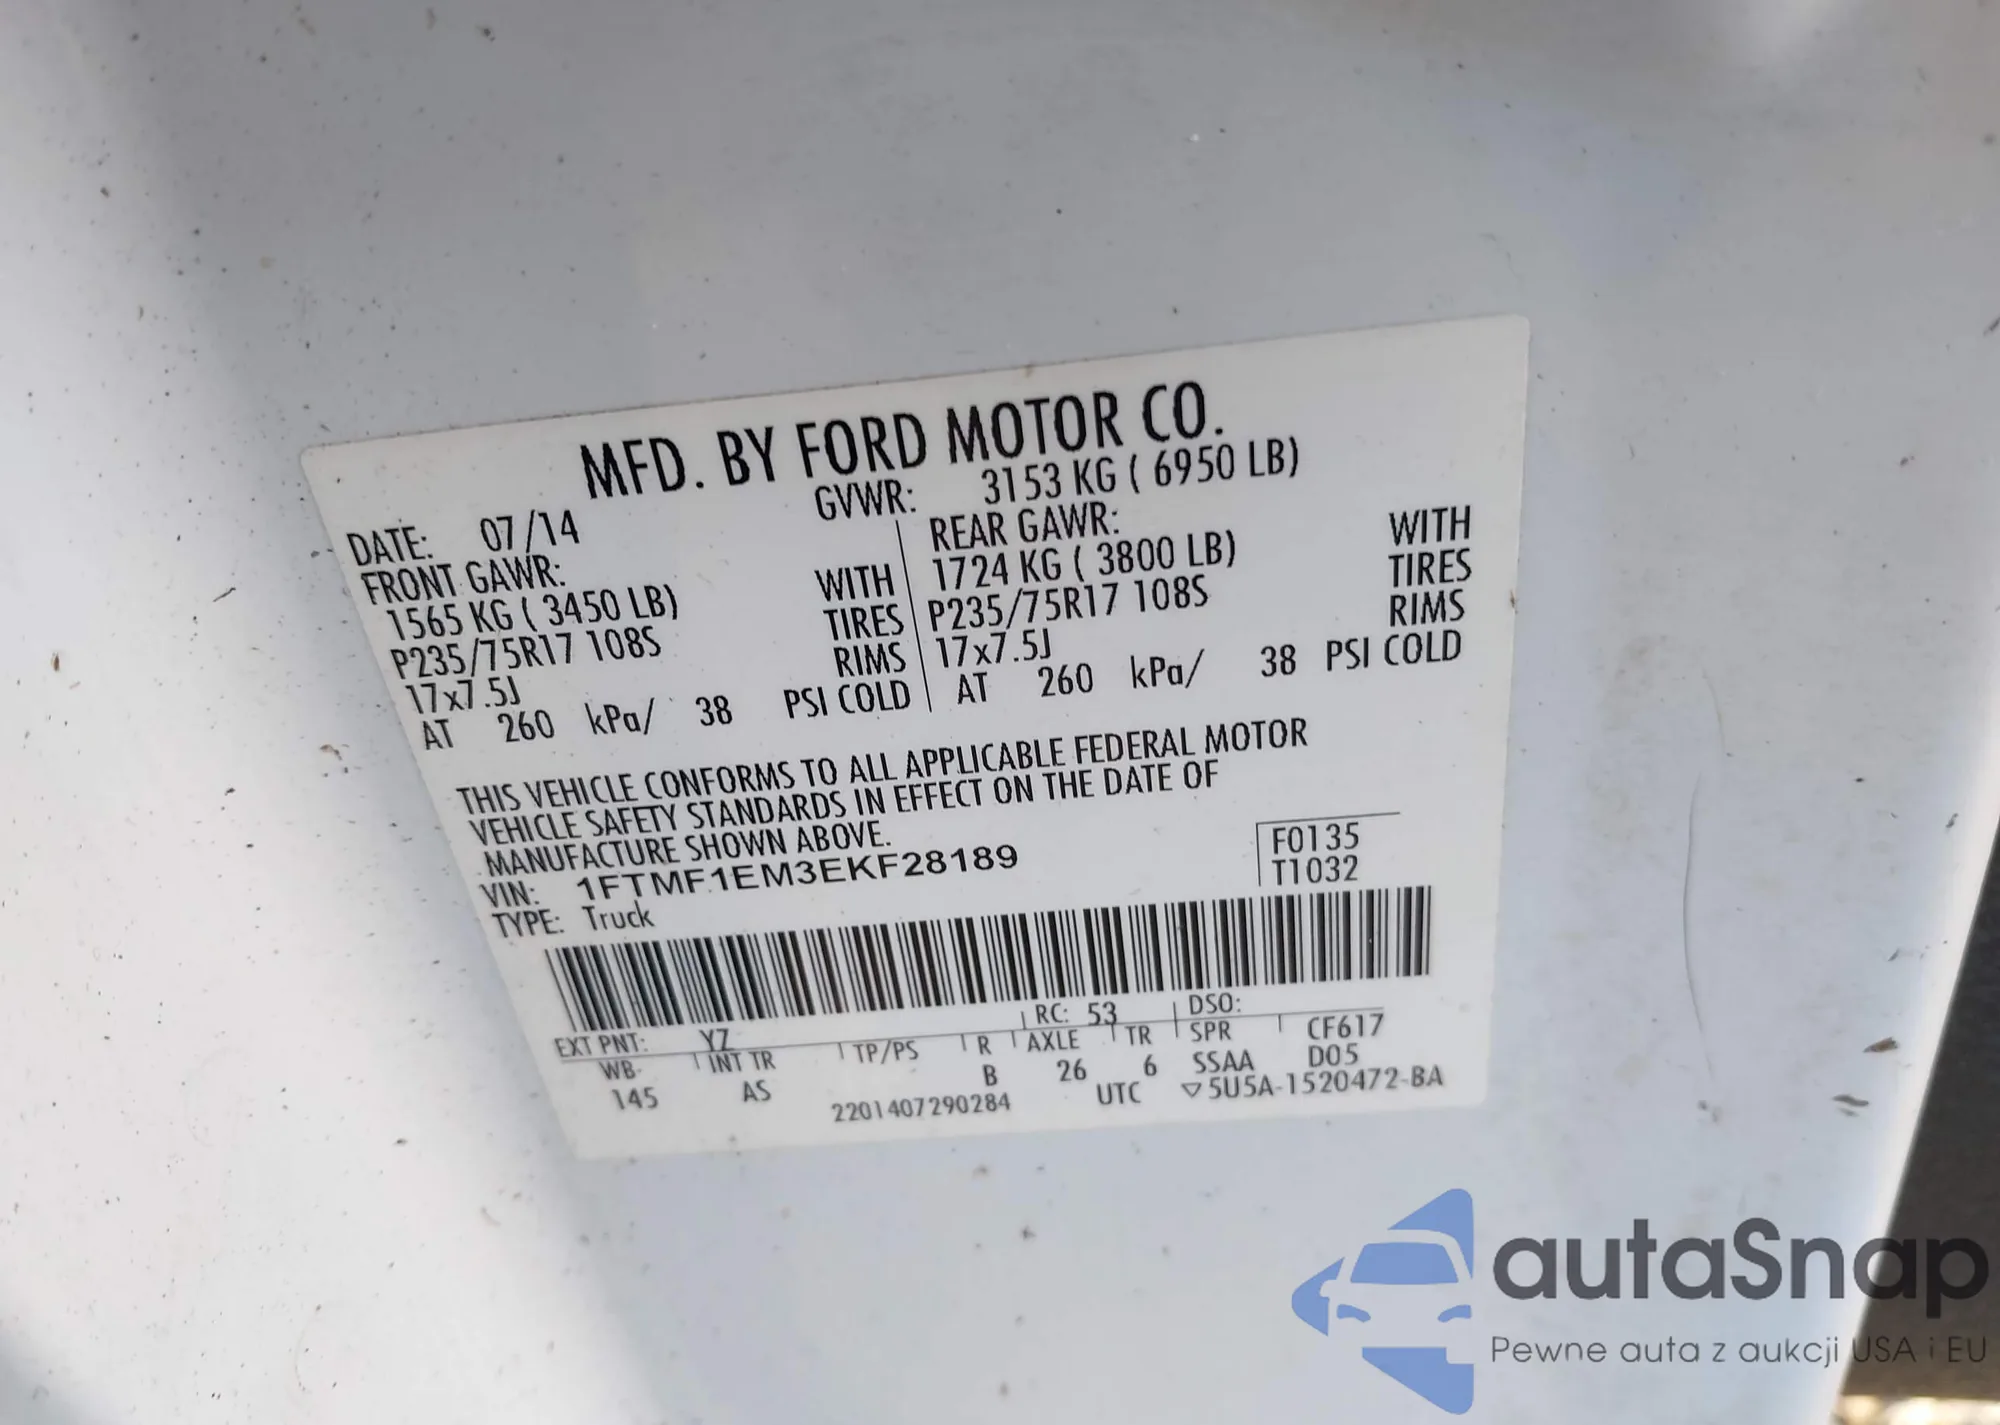 MFD. BY FORD MOTOR CO.
DATE: 07/14 GVWR: 3153 KG ( 6950 LB)
FRONT GAWR: REAR GAWR:
1565 KG ( 3450 LB) WITH 1724 KG ( 3800 LB) WITH
P235/75R17 108S TIRES P235/75R17 108S TIRES
17x7.5J RIMS 17x7.5J RIMS
AT 260 kPa/ 38 PSI COLD AT 260 kPa/ 38 PSI COLD
THIS VEHICLE CONFORMS TO ALL APPLICABLE FEDERAL MOTOR
VEHICLE SAFETY STANDARDS IN EFFECT ON THE DATE OF
MANUFACTURE SHOWN ABOVE.
VIN: 1FTMF1EM3EKF28189 F0135
TYPE: Truck T1032
EXT PNT: YZ RC: 53 DSO:
WB INT TR TP/PS R AXLE TR SPR CF617
145 AS B 26 6 SSAA D05
2201407290284 UTC ▽5U5A-1520472-BA
autaSnap
Pewne auta z aukcji USA i EU